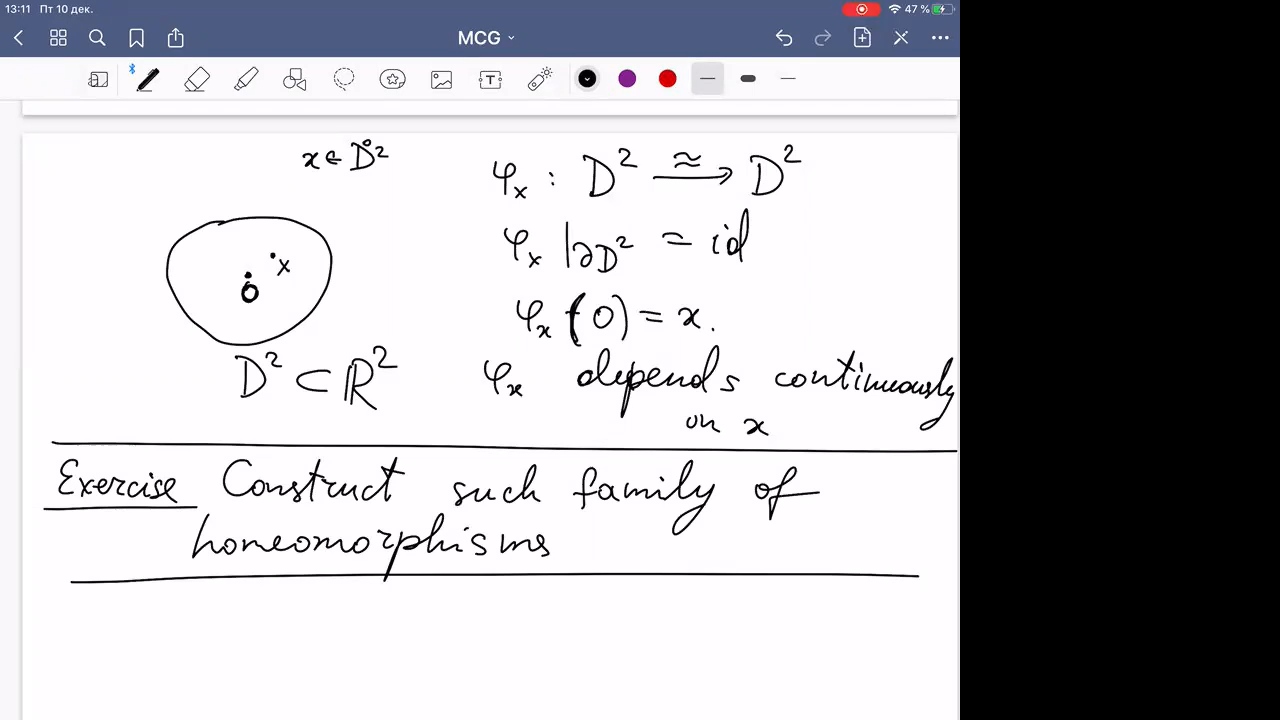 13:11 Пт 10 дек. 47 %
MCG
T
x ∈ D̊²
φₓ : D² ≈→ D²
φₓ |∂D² = id
x
0
φₓ (0) = x.
D² ⊂ ℝ²
φₓ depends continuously
on x
Exercise Construct such family of
homeomorphisms